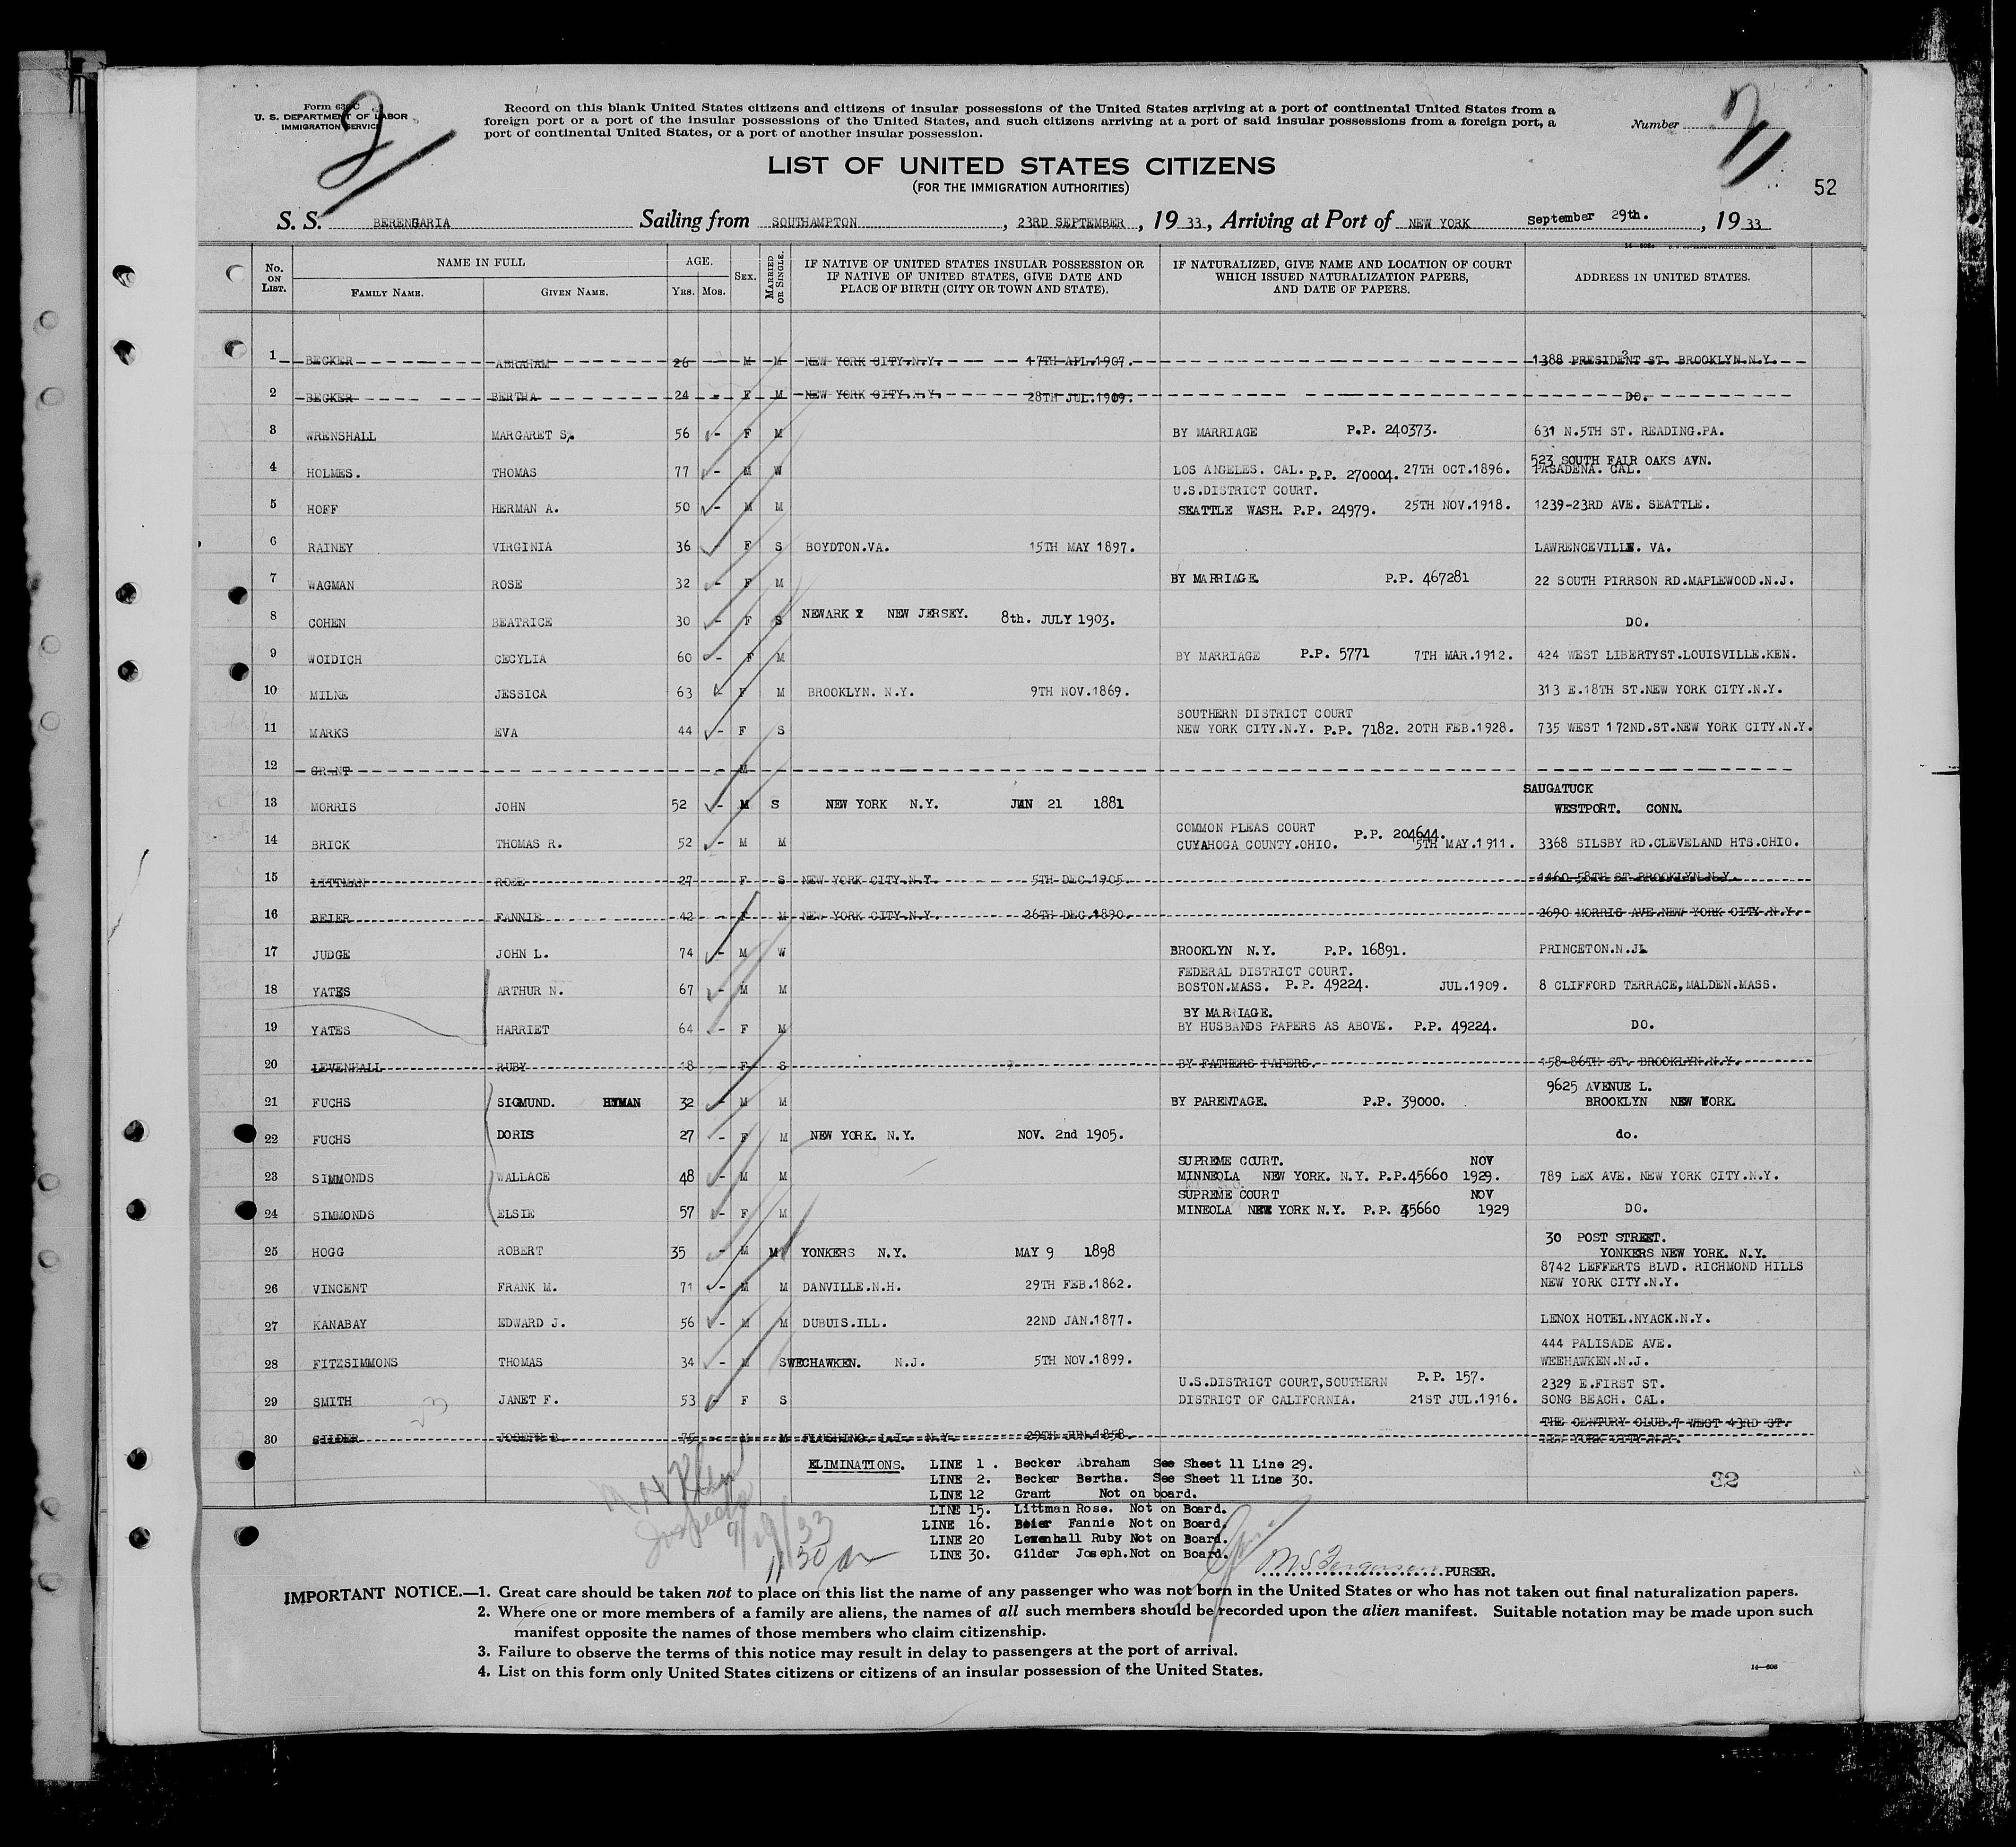 Form 630C
U. S. DEPARTMENT OF LABOR
IMMIGRATION SERVICE
2
Record on this blank United States citizens and citizens of insular possessions of the United States arriving at a port of continental United States from a
foreign port or a port of the insular possessions of the United States, and such citizens arriving at a port of said insular possessions from a foreign port, a
port of continental United States, or a port of another insular possession.
Number
LIST OF UNITED STATES CITIZENS
(FOR THE IMMIGRATION AUTHORITIES)
52
S. S. BERENGARIA Sailing from SOUTHAMPTON, 23RD SEPTEMBER, 1933, Arriving at Port of NEW YORK September 29th., 1933
No. ON LIST. NAME IN FULL FAMILY NAME. GIVEN NAME. AGE. YRS. MOS. SEX. MARRIED OR SINGLE. IF NATIVE OF UNITED STATES INSULAR POSSESSION OR IF NATIVE OF UNITED STATES, GIVE DATE AND PLACE OF BIRTH (CITY OR TOWN AND STATE). IF NATURALIZED, GIVE NAME AND LOCATION OF COURT WHICH ISSUED NATURALIZATION PAPERS, AND DATE OF PAPERS. ADDRESS IN UNITED STATES.
1 BECKER ABRAHAM 26 - M M NEW YORK CITY.N.Y. 17TH APL.1907. 1388 PRESIDENT ST. BROOKLYN.N.Y.
2 BECKER BERTHA 24 - F M NEW YORK CITY.N.Y. 28TH JUL.1909. DO.
3 WRENSHALL MARGARET S. 56 - F M BY MARRIAGE P.P. 240373. 631 N.5TH ST. READING.PA.
523 SOUTH FAIR OAKS AVN.
4 HOLMES. THOMAS 77 - M W LOS ANGELES. CAL. P.P. 270004. 27TH OCT.1896. PASADENA. CAL.
U.S.DISTRICT COURT.
5 HOFF HERMAN A. 50 - M M SEATTLE WASH. P.P. 24979. 25TH NOV.1918. 1239-23RD AVE. SEATTLE.
6 RAINEY VIRGINIA 36 - F S BOYDTON.VA. 15TH MAY 1897. LAWRENCEVILLE. VA.
7 WAGMAN ROSE 32 - F M BY MARRIAGE. P.P. 467281 22 SOUTH PIRRSON RD.MAPLEWOOD.N.J.
8 COHEN BEATRICE 30 - F S NEWARK NEW JERSEY. 8th. JULY 1903. DO.
9 WOIDICH CECYLIA 60 - F M BY MARRIAGE P.P. 5771 7TH MAR.1912. 424 WEST LIBERTYST.LOUISVILLE.KEN.
10 MILNE JESSICA 63 - F M BROOKLYN. N.Y. 9TH NOV.1869. 313 E.18TH ST.NEW YORK CITY.N.Y.
SOUTHERN DISTRICT COURT
11 MARKS EVA 44 - F S NEW YORK CITY.N.Y. P.P. 7182. 20TH FEB.1928. 735 WEST 172ND.ST.NEW YORK CITY.N.Y.
12 GRANT - M
SAUGATUCK
13 MORRIS JOHN 52 - M S NEW YORK N.Y. JAN 21 1881 WESTPORT. CONN.
COMMON PLEAS COURT P.P. 204644.
14 BRICK THOMAS R. 52 - M M CUYAHOGA COUNTY.OHIO. 5TH MAY.1911. 3368 SILSBY RD.CLEVELAND HTS.OHIO.
15 LITTMAN ROSE 27 - F S NEW YORK CITY.N.Y. 5TH DEC.1905. 1460-58TH ST.BROOKLYN.N.Y.
16 BEIER FANNIE 42 - F M NEW YORK CITY.N.Y. 26TH DEC.1890. 2690 MORRIS AVE.NEW YORK CITY.N.Y.
17 JUDGE JOHN L. 74 - M W BROOKLYN N.Y. P.P. 16891. PRINCETON.N.J.
FEDERAL DISTRICT COURT.
18 YATES ARTHUR N. 67 - M M BOSTON.MASS. P.P. 49224. JUL.1909. 8 CLIFFORD TERRACE,MALDEN.MASS.
BY MARRIAGE.
19 YATES HARRIET 64 - F M BY HUSBANDS PAPERS AS ABOVE. P.P. 49224. DO.
20 LEVENHALL RUBY 18 - F S BY FATHERS PAPERS. 158-86TH ST. BROOKLYN.N.Y.
9625 AVENUE L.
21 FUCHS SIGMUND. HYMAN 32 - M M BY PARENTAGE. P.P. 39000. BROOKLYN NEW YORK.
22 FUCHS DORIS 27 - F M NEW YORK. N.Y. NOV. 2nd 1905. do.
SUPREME COURT. NOV
23 SIMMONDS WALLACE 48 - M M MINNEOLA NEW YORK. N.Y. P.P.45660 1929. 789 LEX AVE. NEW YORK CITY.N.Y.
SUPREME COURT NOV
24 SIMMONDS ELSIE 57 - F M MINEOLA NEW YORK N.Y. P.P. 45660 1929 DO.
30 POST STREET.
25 HOGG ROBERT 35 - M M YONKERS N.Y. MAY 9 1898 YONKERS NEW YORK. N.Y.
8742 LEFFERTS BLVD. RICHMOND HILLS
26 VINCENT FRANK M. 71 - M M DANVILLE.N.H. 29TH FEB.1862. NEW YORK CITY.N.Y.
27 KANABAY EDWARD J. 56 - M M DUBUIS.ILL. 22ND JAN.1877. LENOX HOTEL.NYACK.N.Y.
444 PALISADE AVE.
28 FITZSIMMONS THOMAS 34 - M S WECHAWKEN. N.J. 5TH NOV.1899. WEEHAWKEN.N.J.
U.S.DISTRICT COURT,SOUTHERN P.P. 157. 2329 E.FIRST ST.
29 SMITH JANET F. 53 - F S DISTRICT OF CALIFORNIA. 21ST JUL.1916. SONG BEACH. CAL.
23
THE CENTURY CLUB.7 WEST 43RD ST.
30 GILDER JOSEPH B. 75 - M M FLUSHING. L.I. N.Y. 29TH JUN.1858. NEW YORK CITY.N.Y.
ELIMINATIONS. LINE 1. Becker Abraham See Sheet 11 Line 29.
LINE 2. Becker Bertha. See Sheet 11 Line 30.
32
LINE 12 Grant Not on board.
LINE 15. Littman Rose. Not on Board.
LINE 16. Beier Fannie Not on Board.
LINE 20 Levenhall Ruby Not on Board.
LINE 30. Gilder Joseph.Not on Board.
Inspector
9/29/33
11 30 am
PURSER.
IMPORTANT NOTICE.—1. Great care should be taken not to place on this list the name of any passenger who was not born in the United States or who has not taken out final naturalization papers.
2. Where one or more members of a family are aliens, the names of all such members should be recorded upon the alien manifest. Suitable notation may be made upon such
manifest opposite the names of those members who claim citizenship.
3. Failure to observe the terms of this notice may result in delay to passengers at the port of arrival.
4. List on this form only United States citizens or citizens of an insular possession of the United States.
14—608